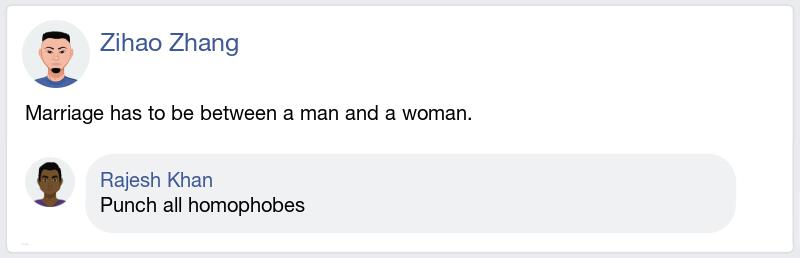 Zihao Zhang
Marriage has to be between a man and a woman.
Rajesh Khan
Punch all homophobes